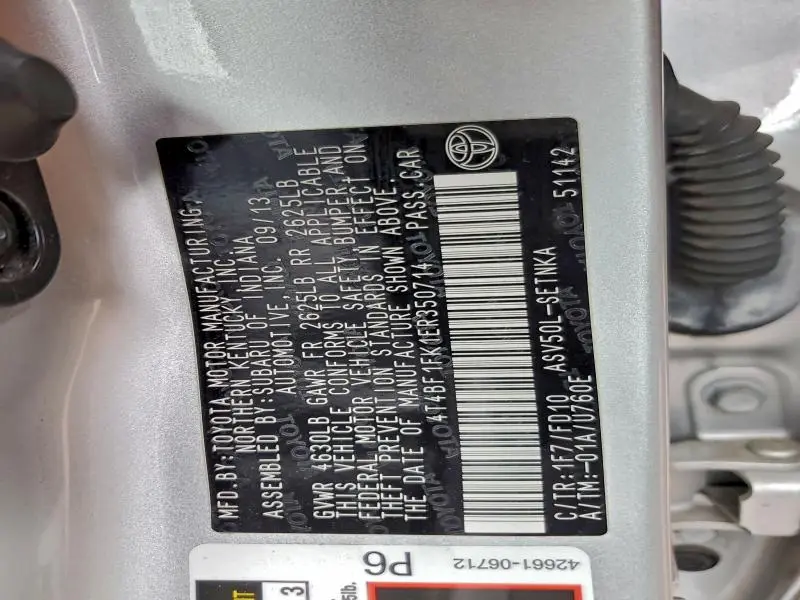 MFD.BY:TOYOTA MOTOR MANUFACTURING,
NORTHERN KENTUCKY INC.
ASSEMBLED BY:SUBARU OF INDIANA
AUTOMOTIVE,INC. 09/13
GVWR 4630LB GAWR FR 2625LB RR 2625LB
THIS VEHICLE CONFORMS TO ALL APPLICABLE
FEDERAL MOTOR VEHICLE SAFETY,BUMPER,AND
THEFT PREVENTION STANDARDS IN EFFECT ON
THE DATE OF MANUFACTURE SHOWN ABOVE.
4T4BF1FK1ER350714 PASS.CAR
C/TR:1F7/FD10 ASV50L-SETNKA
A/TM:-01A/U760E 51142
P6
42661-06712
3
5lb.